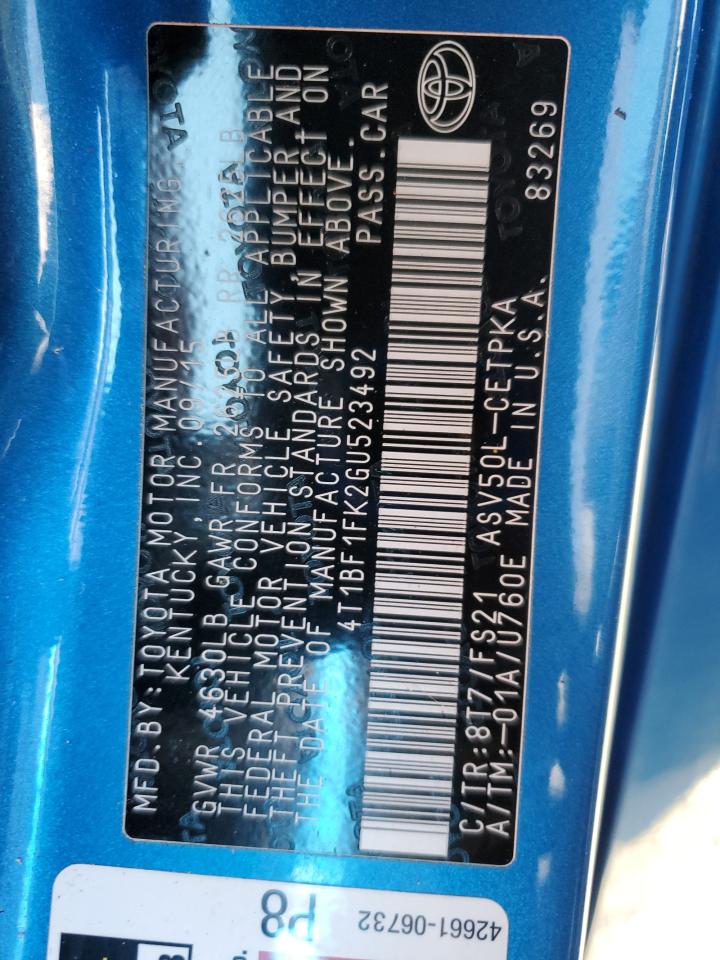 MFD.BY:TOYOTA MOTOR MANUFACTURING,
KENTUCKY,INC.09/15
GVWR 4630LB GAWR FR RR LB
THIS VEHICLE CONFORMS TO ALL APPLICABLE
FEDERAL MOTOR VEHICLE SAFETY,BUMPER AND
THEFT PREVENTION STANDARDS IN EFFECT ON
THE DATE OF MANUFACTURE SHOWN ABOVE.
4T1BF1FK2GU523492 PASS.CAR
C/TR:8T7/FS21 ASV50L-CETPKA 83269
A/TM:-01A/U760E MADE IN U.S.A.
P8
42661-06732